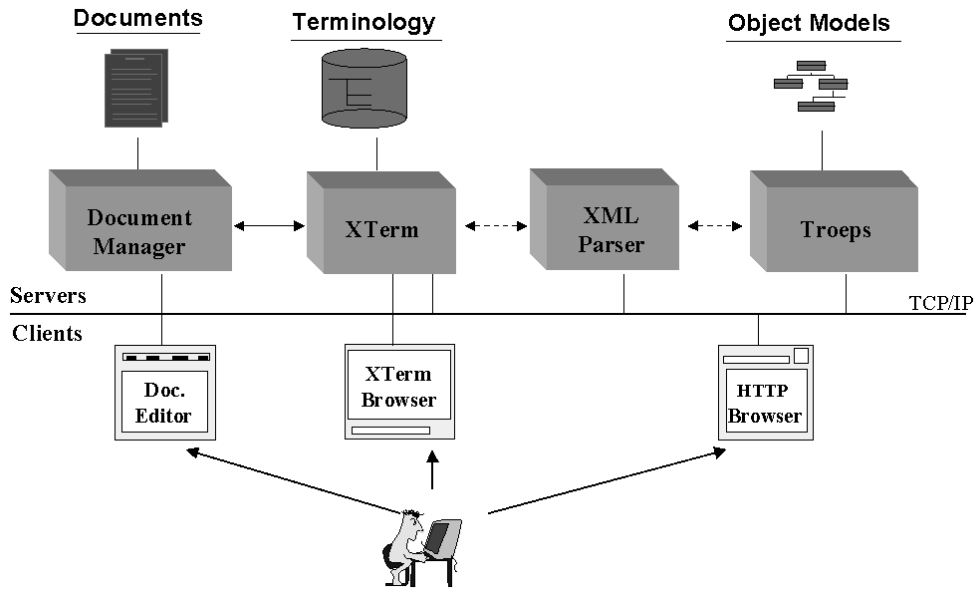 Documents
Terminology
Object Models
Document
Manager
XTerm
XML
Parser
Troeps
Servers
TCP/IP
Clients
Doc.
Editor
XTerm
Browser
HTTP
Browser